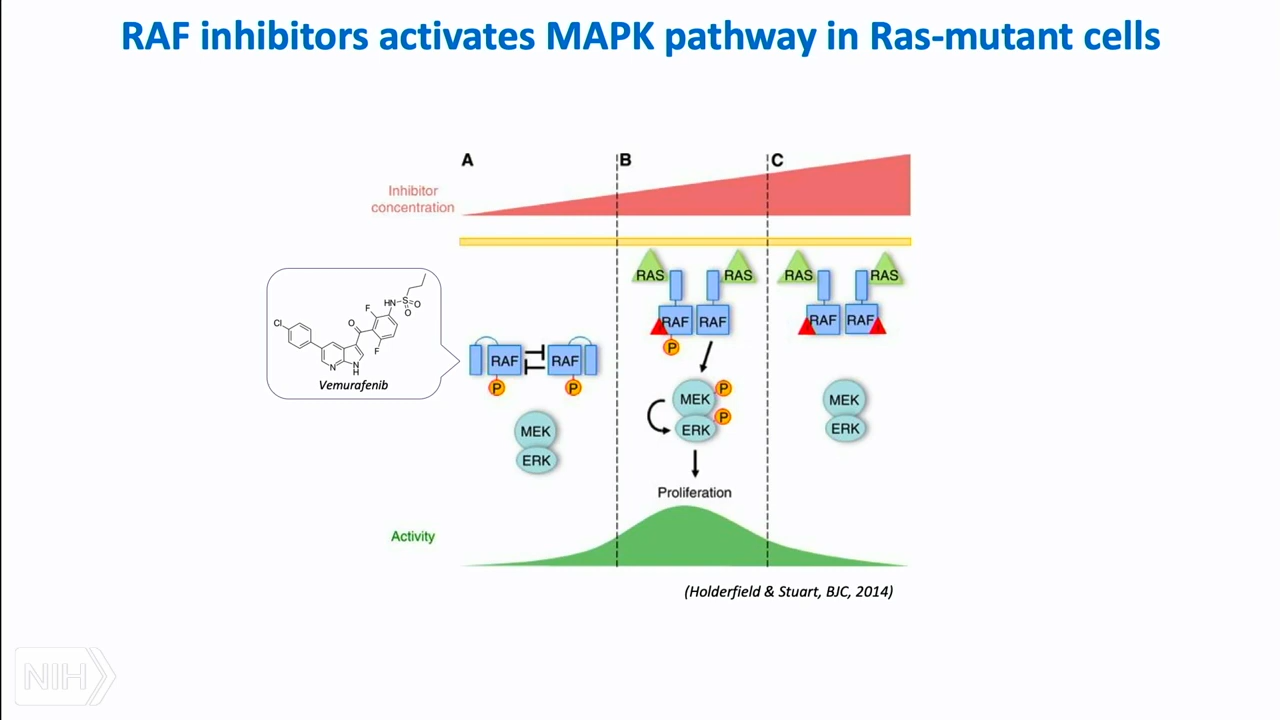 RAF inhibitors activates MAPK pathway in Ras-mutant cells
A
B
C
Inhibitor
concentration
RAS
RAS
RAS
RAS
RAF
RAF
RAF
RAF
P
Cl
N
N
H
O
F
F
HN
S
O
O
Vemurafenib
RAF
RAF
P
P
MEK
ERK
MEK
P
P
ERK
MEK
ERK
Proliferation
Activity
(Holderfield & Stuart, BJC, 2014)
NIH